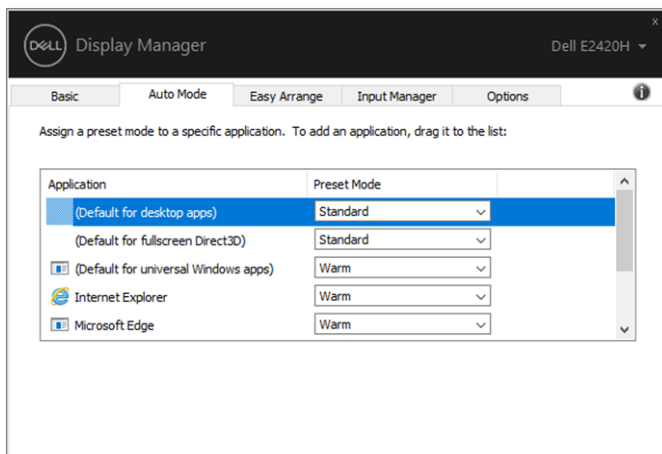 x
DELL Display Manager Dell E2420H
Basic Auto Mode Easy Arrange Input Manager Options i
Assign a preset mode to a specific application. To add an application, drag it to the list:
Application Preset Mode
(Default for desktop apps) Standard
(Default for fullscreen Direct3D) Standard
(Default for universal Windows apps) Warm
Internet Explorer Warm
Microsoft Edge Warm